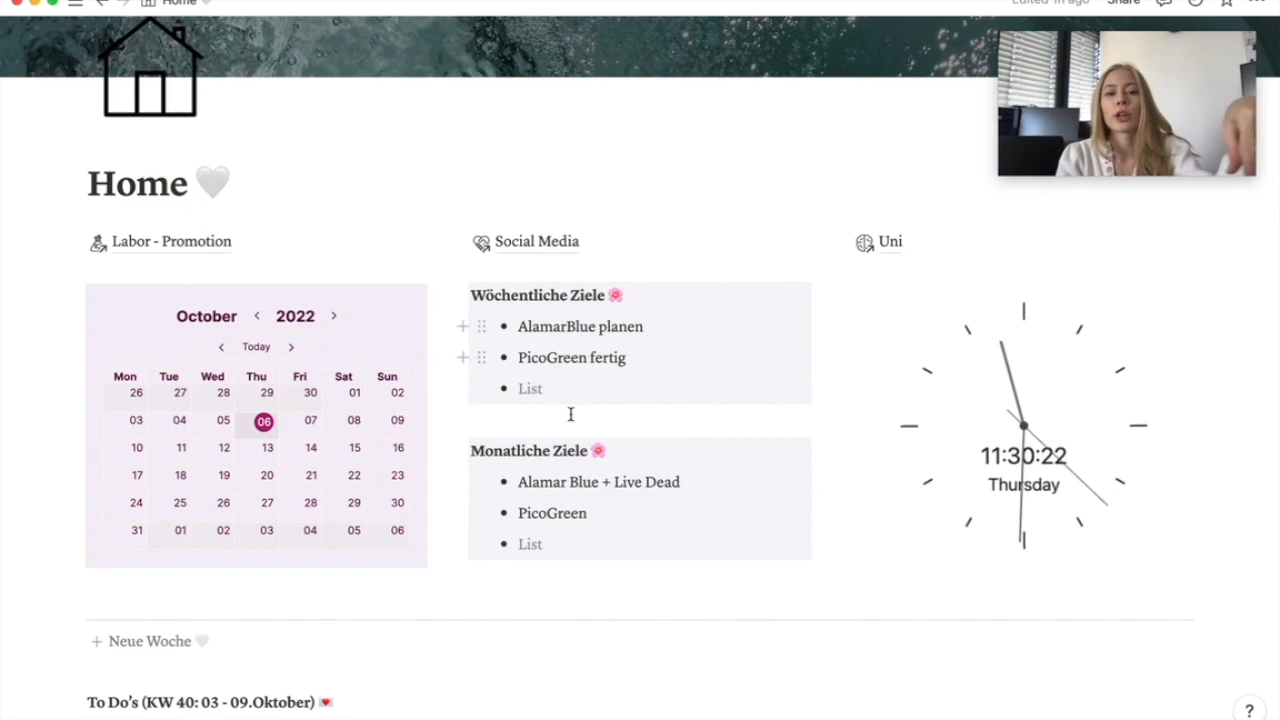 Home 🤍
Edited 1h ago
Share
Home 🤍
Labor - Promotion
Social Media
Uni
October < 2022 >
< Today >
Mon Tue Wed Thu Fri Sat Sun
26 27 28 29 30 01 02
03 04 05 06 07 08 09
10 11 12 13 14 15 16
17 18 19 20 21 22 23
24 25 26 27 28 29 30
31 01 02 03 04 05 06
Wöchentliche Ziele 🌸
• AlamarBlue planen
• PicoGreen fertig
• List
Monatliche Ziele 🌸
• Alamar Blue + Live Dead
• PicoGreen
• List
11:30:22
Thursday
+ Neue Woche 🤍
To Do’s (KW 40: 03 - 09.Oktober) 💌
?